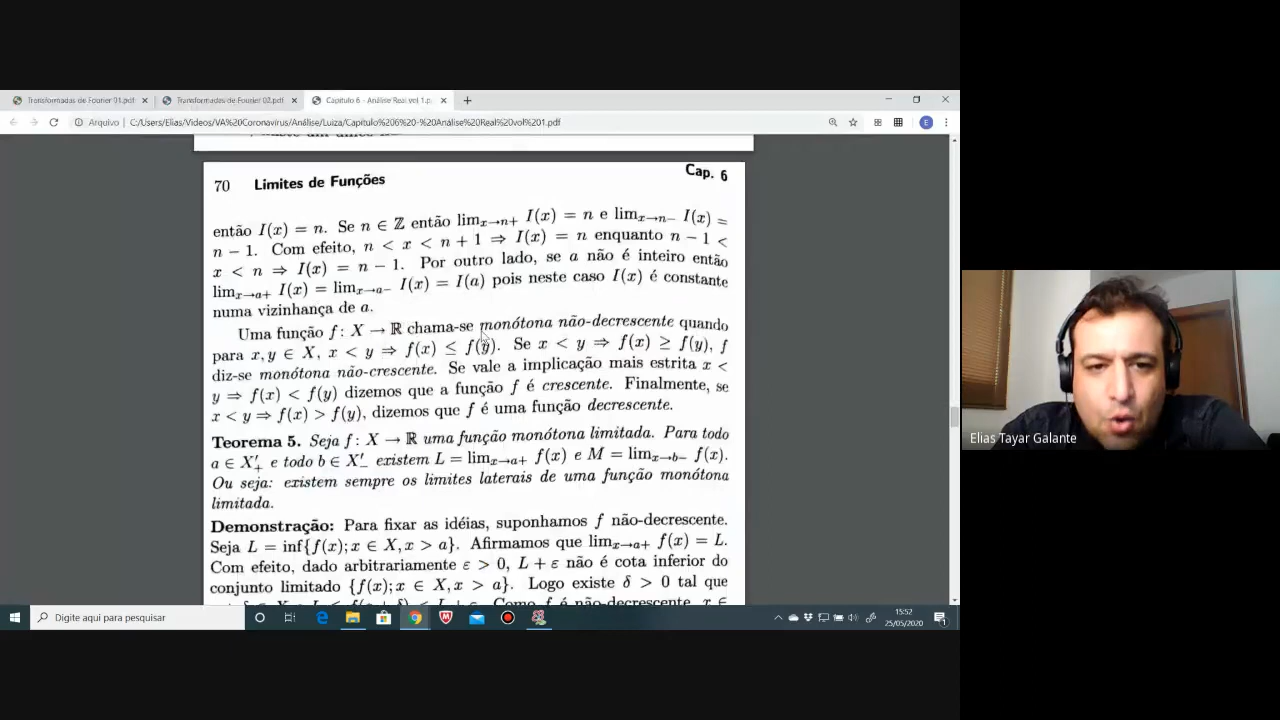 Transformadas de Fourier 01.pdf
Transformadas de Fourier 02.pdf
Capítulo 6 - Análise Real vol 1.p
Arquivo | C:/Users/Elias/Videos/VA%20Coronavirus/Análise/Luiza/Capítulo%206%20-%20Análise%20Real%20vol%201.pdf
E
70 Limites de Funções Cap. 6
então I(x) = n. Se n ∈ ℤ então lim_{x→n+} I(x) = n e lim_{x→n−} I(x) =
n − 1. Com efeito, n < x < n + 1 ⇒ I(x) = n enquanto n − 1 <
x < n ⇒ I(x) = n − 1. Por outro lado, se a não é inteiro então
lim_{x→a+} I(x) = lim_{x→a−} I(x) = I(a) pois neste caso I(x) é constante
numa vizinhança de a.
Uma função f: X → ℝ chama-se monótona não-decrescente quando
para x, y ∈ X, x < y ⇒ f(x) ≤ f(y). Se x < y ⇒ f(x) ≥ f(y), f
diz-se monótona não-crescente. Se vale a implicação mais estrita x <
y ⇒ f(x) < f(y) dizemos que a função f é crescente. Finalmente, se
x < y ⇒ f(x) > f(y), dizemos que f é uma função decrescente.
Teorema 5. Seja f: X → ℝ uma função monótona limitada. Para todo
a ∈ X′₊ e todo b ∈ X′₋ existem L = lim_{x→a+} f(x) e M = lim_{x→b−} f(x).
Ou seja: existem sempre os limites laterais de uma função monótona
limitada.
Demonstração: Para fixar as idéias, suponhamos f não-decrescente.
Seja L = inf{f(x); x ∈ X, x > a}. Afirmamos que lim_{x→a+} f(x) = L.
Com efeito, dado arbitrariamente ε > 0, L + ε não é cota inferior do
conjunto limitado {f(x); x ∈ X, x > a}. Logo existe δ > 0 tal que
Como f é não-decrescente, x ∈
Elias Tayar Galante
Digite aqui para pesquisar
15:52
25/05/2020